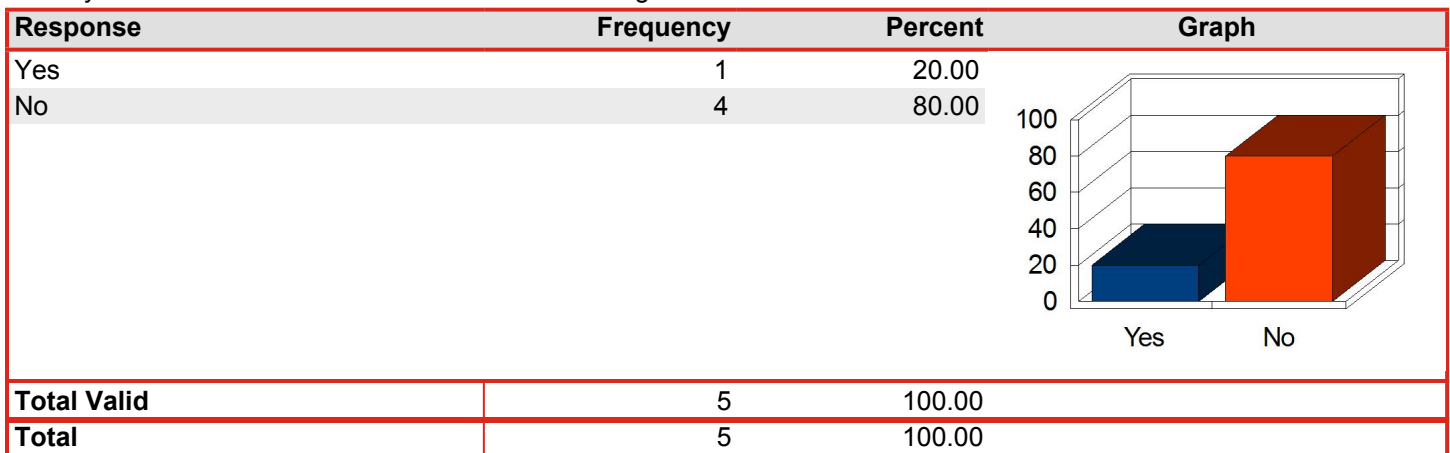 Response Frequency Percent Graph
Yes 1 20.00
No 4 80.00
100
80
60
40
20
0
Yes No
Total Valid 5 100.00
Total 5 100.00